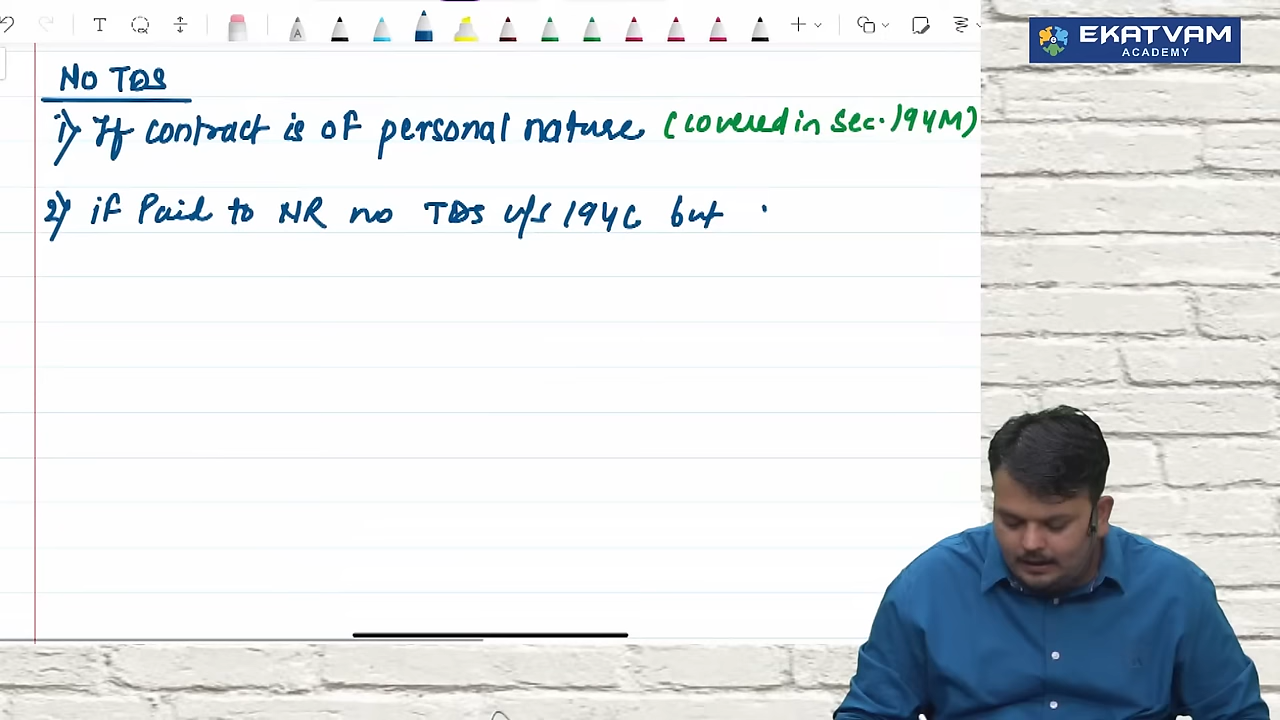 EKATVAM
ACADEMY
No TDS
1) If contract is of personal nature (covered in sec. 194M)
2) if Paid to NR no TDS u/s 194C but